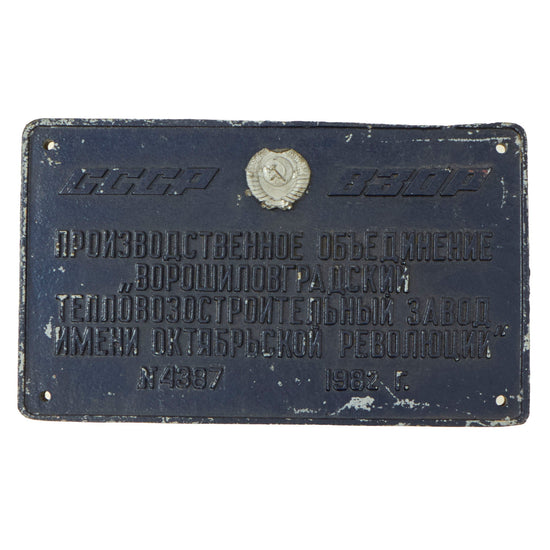 СССР ВЗОР
ПРОИЗВОДСТВЕННОЕ ОБЪЕДИНЕНИЕ
„ВОРОШИЛОВГРАДСКИЙ
ТЕПЛОВОЗОСТРОИТЕЛЬНЫЙ ЗАВОД
ИМЕНИ ОКТЯБРЬСКОЙ РЕВОЛЮЦИИ"
№4387 1982 Г.